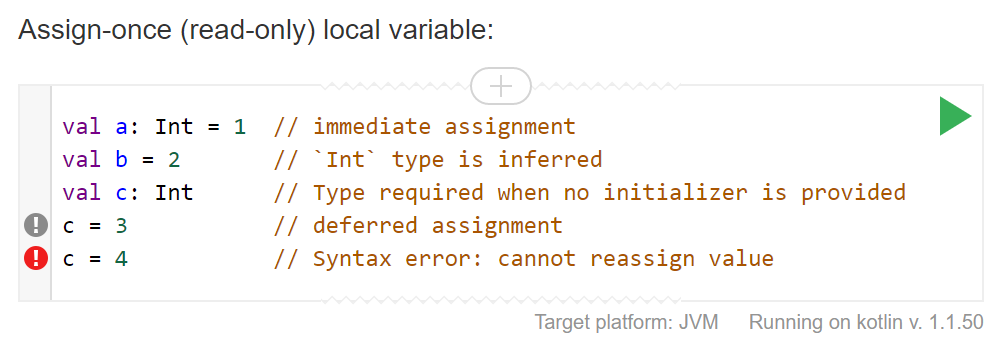 Assign-once (read-only) local variable:
val a: Int = 1  // immediate assignment
val b = 2       // `Int` type is inferred
val c: Int      // Type required when no initializer is provided
c = 3           // deferred assignment
c = 4           // Syntax error: cannot reassign value
Target platform: JVM    Running on kotlin v. 1.1.50